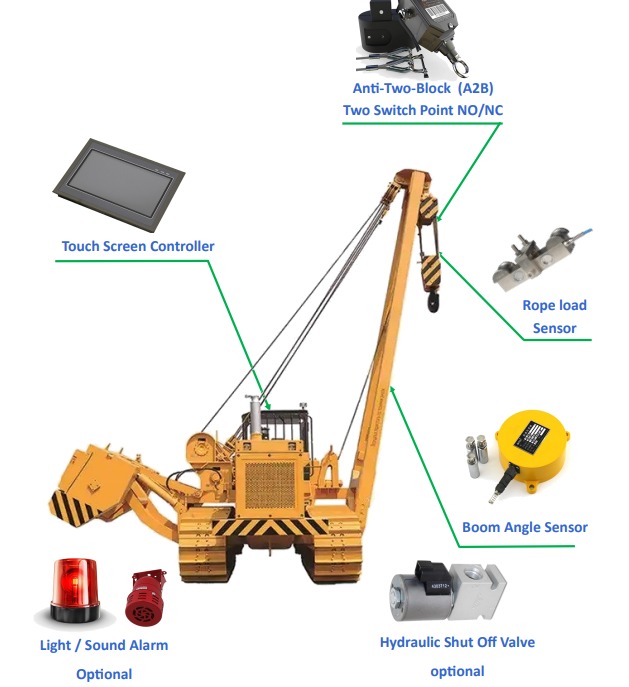 Anti-Two-Block (A2B)
Two Switch Point NO/NC
Touch Screen Controller
Rope load
Sensor
Boom Angle Sensor
Light / Sound Alarm
Optional
Hydraulic Shut Off Valve
optional